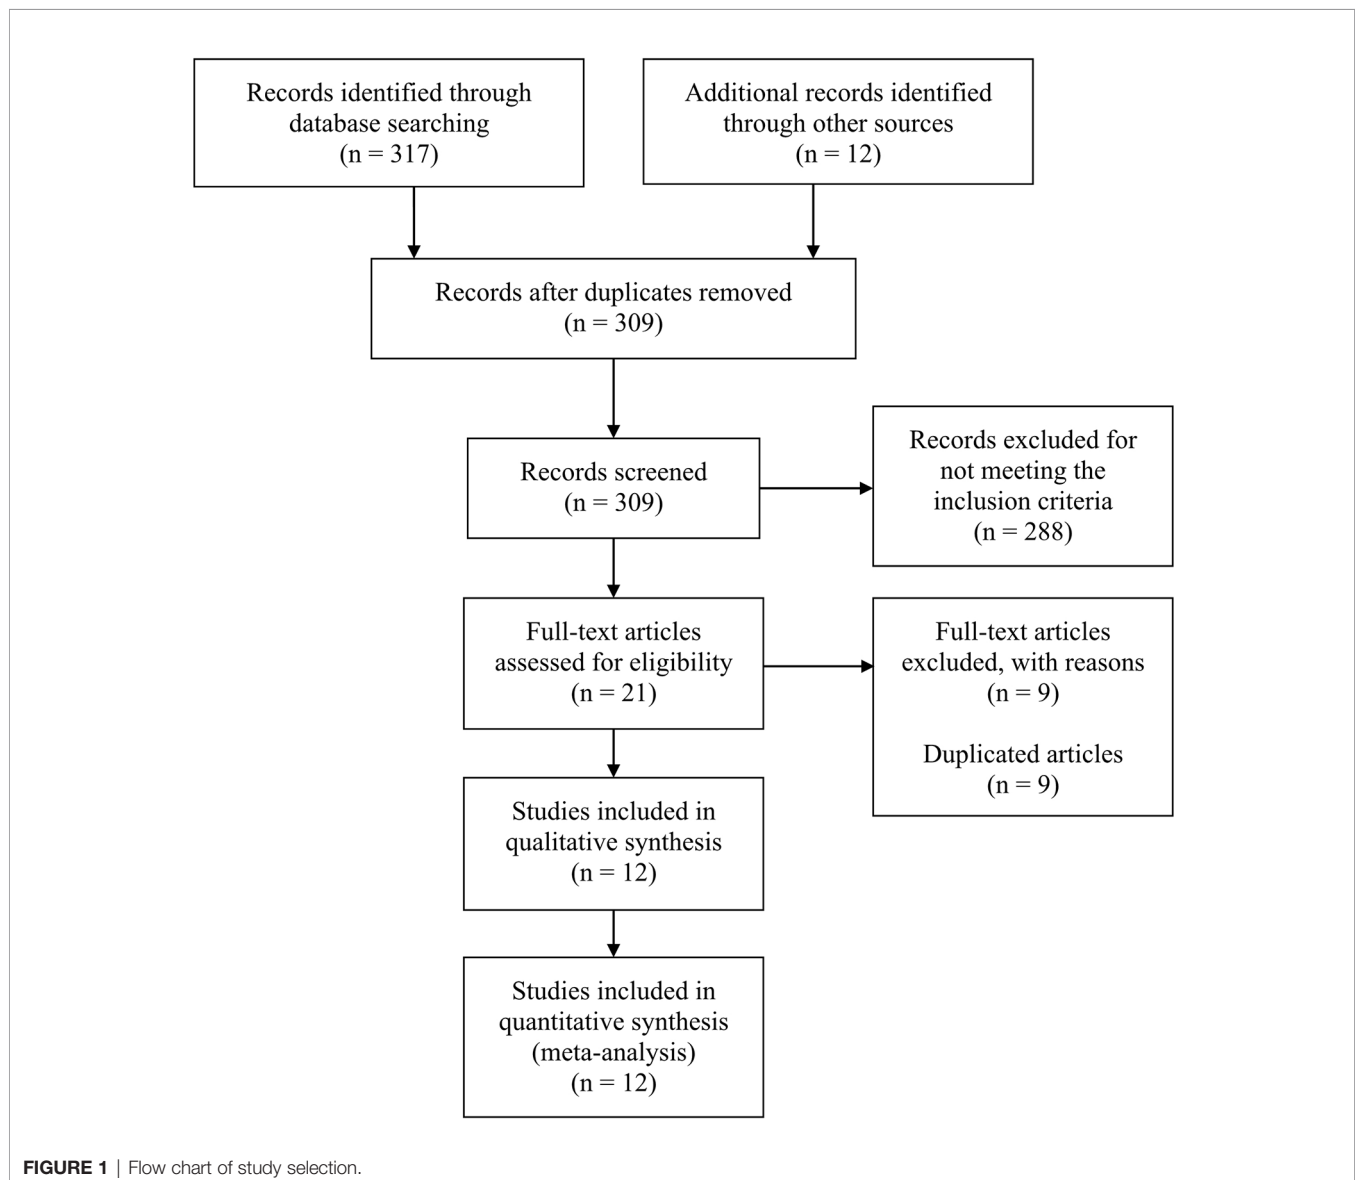 Records identified through
database searching
(n = 317)
Additional records identified
through other sources
(n = 12)
Records after duplicates removed
(n = 309)
Records screened
(n = 309)
Records excluded for
not meeting the
inclusion criteria
(n = 288)
Full-text articles
assessed for eligibility
(n = 21)
Full-text articles
excluded, with reasons
(n = 9)
Duplicated articles
(n = 9)
Studies included in
qualitative synthesis
(n = 12)
Studies included in
quantitative synthesis
(meta-analysis)
(n = 12)
FIGURE 1 | Flow chart of study selection.